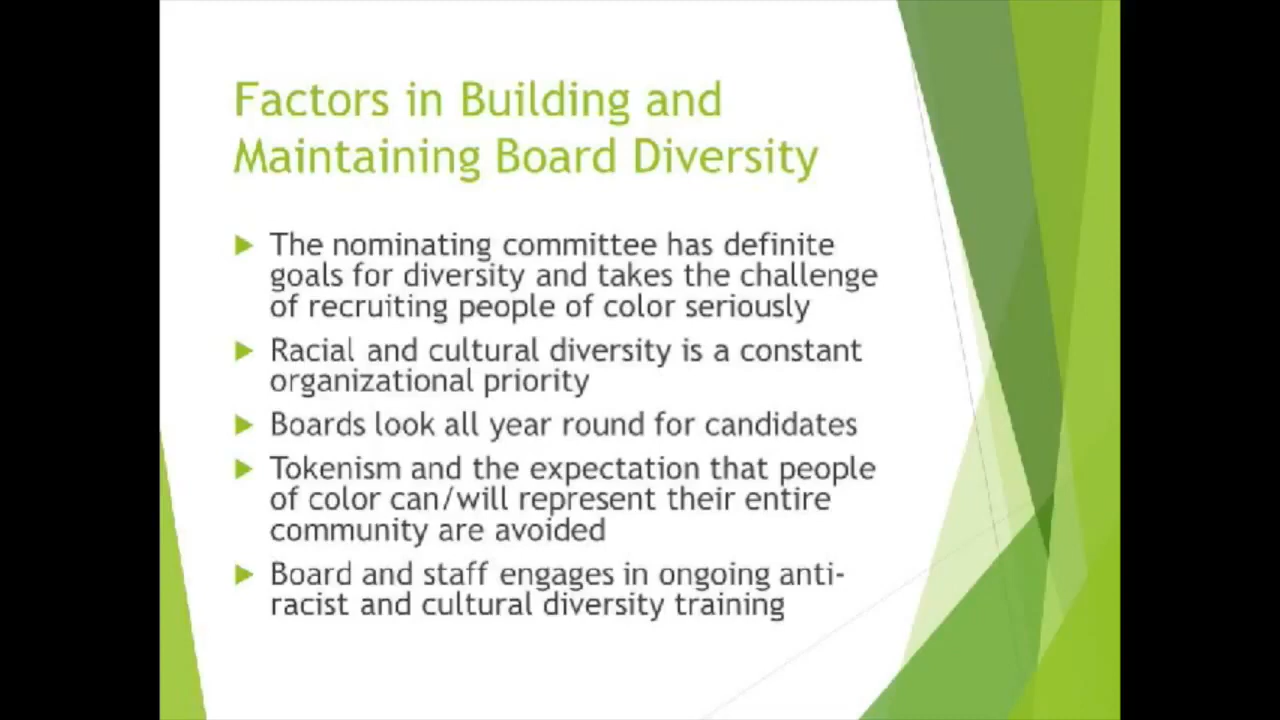 Factors in Building and
Maintaining Board Diversity
The nominating committee has definite
goals for diversity and takes the challenge
of recruiting people of color seriously
Racial and cultural diversity is a constant
organizational priority
Boards look all year round for candidates
Tokenism and the expectation that people
of color can/will represent their entire
community are avoided
Board and staff engages in ongoing anti-
racist and cultural diversity training